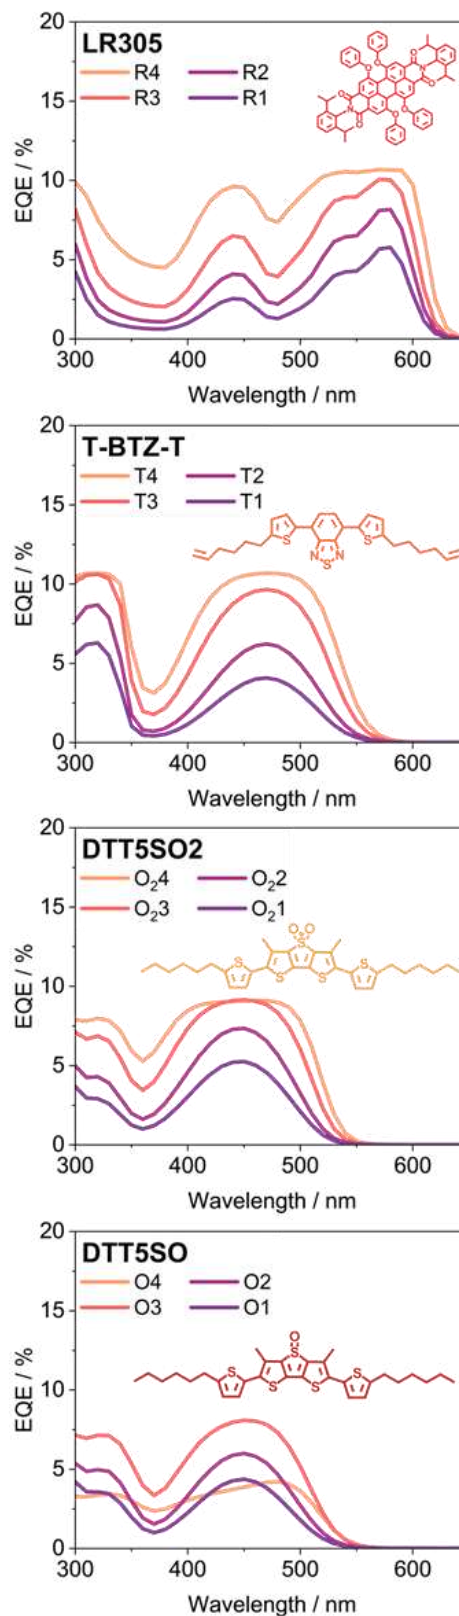 LR305
R4 R2
R3 R1
20
15
10
5
0
EQE / %
300 400 500 600
Wavelength / nm
T-BTZ-T
T4 T2
T3 T1
S N S N S
20
15
10
5
0
EQE / %
300 400 500 600
Wavelength / nm
DTT5SO2
O₂4 O₂2
O₂3 O₂1
O O
S
S S S S
20
15
10
5
0
EQE / %
300 400 500 600
Wavelength / nm
DTT5SO
O4 O2
O3 O1
O
S
S S S S
20
15
10
5
0
EQE / %
300 400 500 600
Wavelength / nm